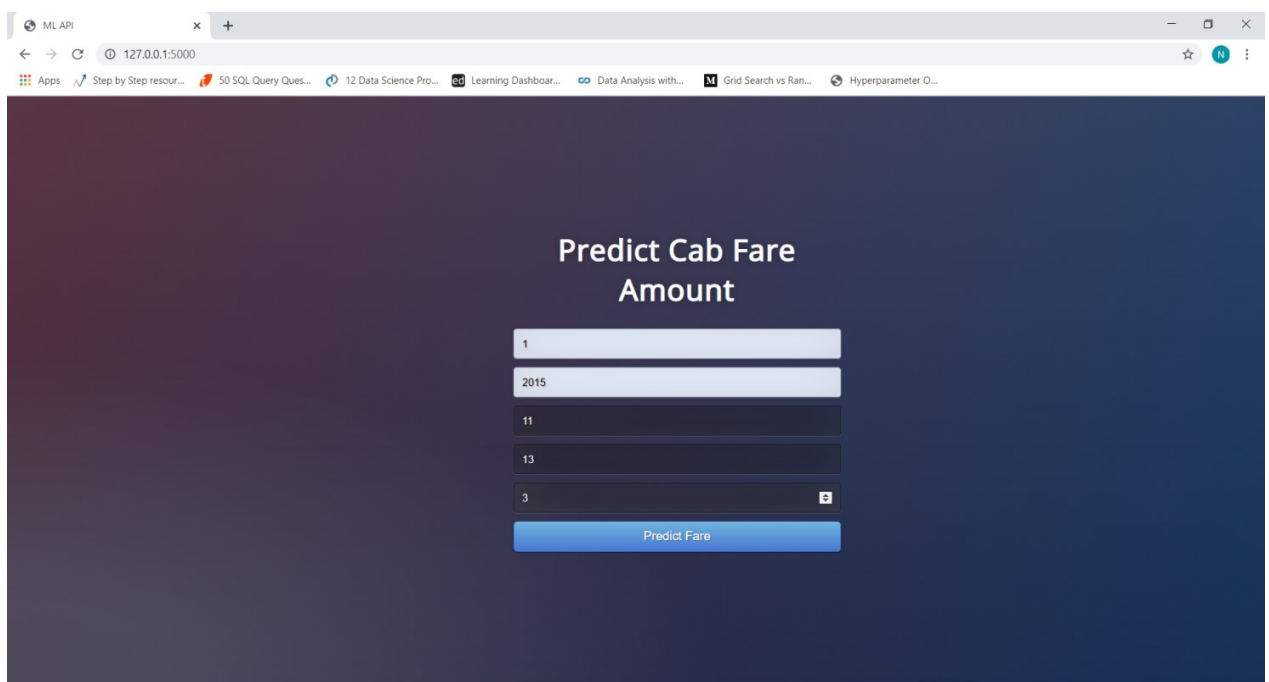 ML API
127.0.0.1:5000
N
Apps Step by Step resour... 50 SQL Query Ques... 12 Data Science Pro... ed Learning Dashboar... co Data Analysis with... M Grid Search vs Ran... Hyperparameter O...
Predict Cab Fare
Amount
1
2015
11
13
3
Predict Fare